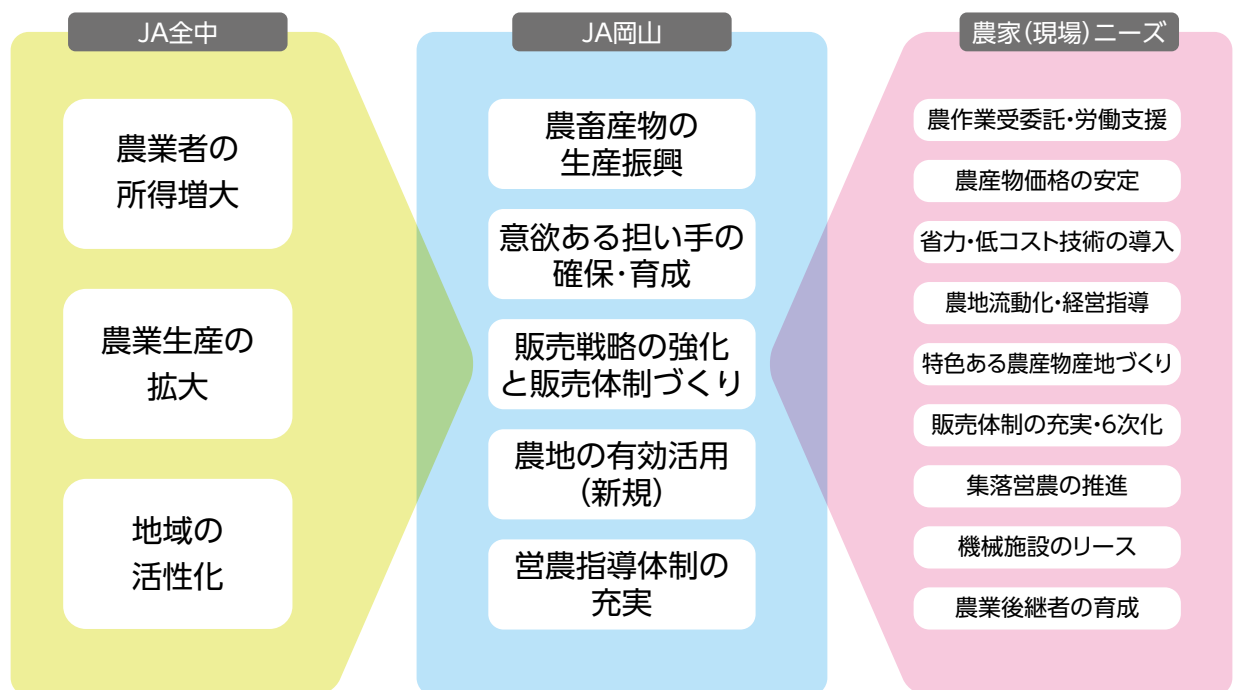 JA全中
農業者の
所得増大
農業生産の
拡大
地域の
活性化
JA岡山
農畜産物の
生産振興
意欲ある担い手の
確保・育成
販売戦略の強化
と販売体制づくり
農地の有効活用
(新規)
営農指導体制の
充実
農家(現場)ニーズ
農作業受委託・労働支援
農産物価格の安定
省力・低コスト技術の導入
農地流動化・経営指導
特色ある農産物産地づくり
販売体制の充実・6次化
集落営農の推進
機械施設のリース
農業後継者の育成